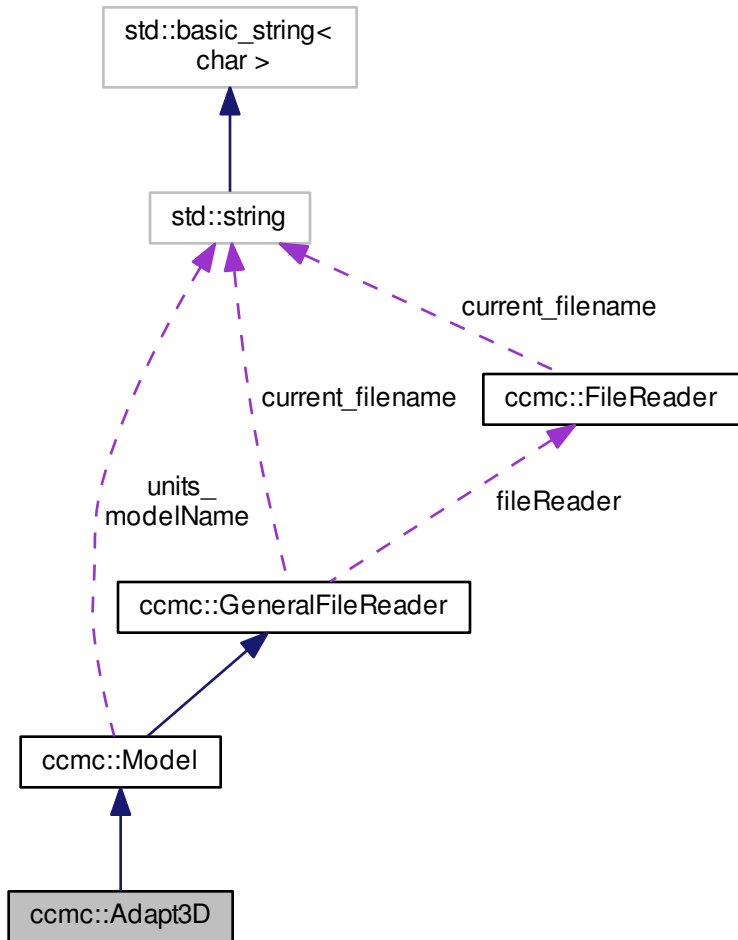 std::basic_string<
char >
std::string
current_filename
ccmc::FileReader
current_filename
units_
modelName
fileReader
ccmc::GeneralFileReader
ccmc::Model
ccmc::Adapt3D